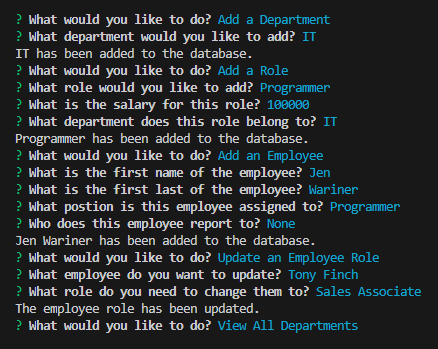 ? What would you like to do? Add a Department
? What department would you like to add? IT
IT has been added to the database.
? What would you like to do? Add a Role
? What role would you like to add? Programmer
? What is the salary for this role? 100000
? What department does this role belong to? IT
Programmer has been added to the database.
? What would you like to do? Add an Employee
? What is the first name of the employee? Jen
? What is the first last of the employee? Wariner
? What postion is this employee assigned to? Programmer
? Who does this employee report to? None
Jen Wariner has been added to the database.
? What would you like to do? Update an Employee Role
? What employee do you want to update? Tony Finch
? What role do you need to change them to? Sales Associate
The employee role has been updated.
? What would you like to do? View All Departments